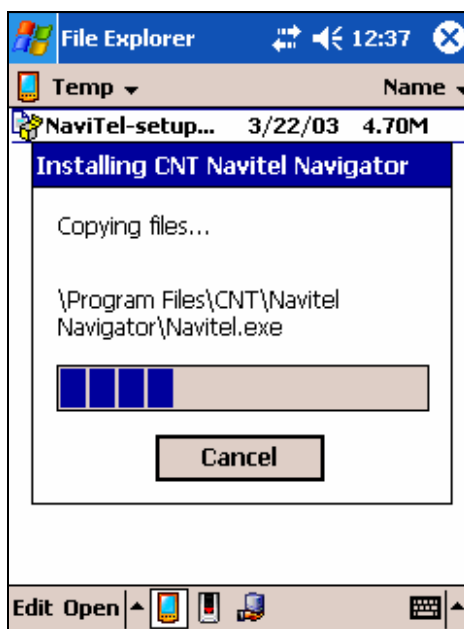 File Explorer 12:37
Temp Name
NaviTel-setup... 3/22/03 4.70M
Installing CNT Navitel Navigator
Copying files...
\Program Files\CNT\Navitel
Navigator\Navitel.exe
Cancel
Edit Open